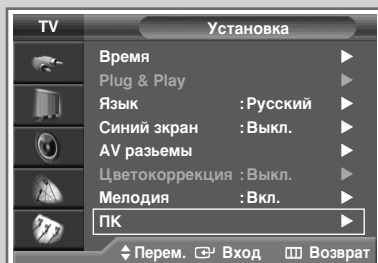 TV Установка
Время
Plug & Play
Язык : Русский
Синий зкран : Выкл.
AV разьемы
Цветокоррекция : Выкл.
Мелодия : Вкл.
ПК
Перем. Вход Возврат